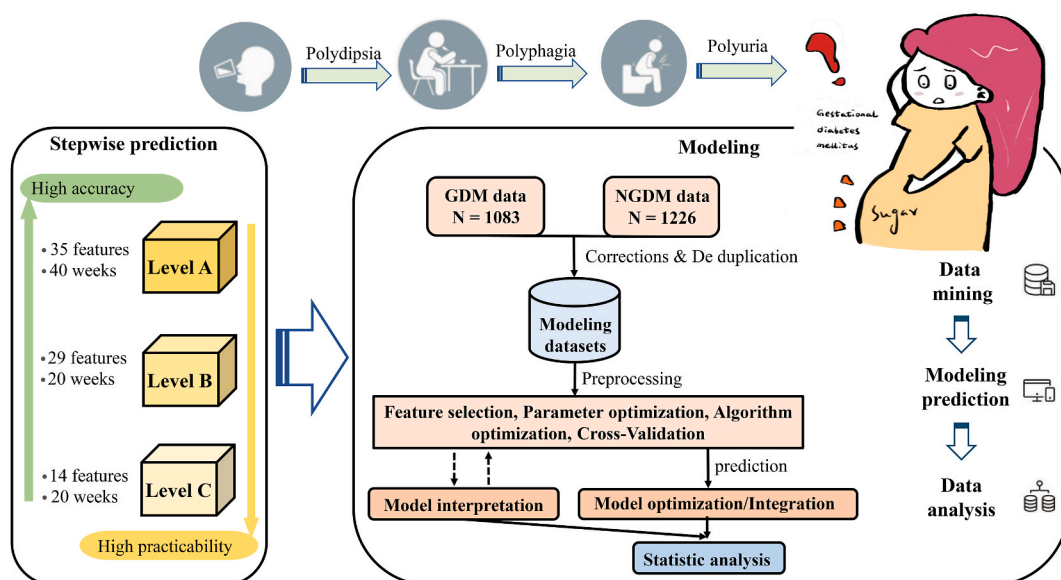 Polydipsia
Polyphagia
Polyuria
Gestational
diabetes
mellitus
Sugar
Stepwise prediction
High accuracy
• 35 features
• 40 weeks
Level A
• 29 features
• 20 weeks
Level B
• 14 features
• 20 weeks
Level C
High practicability
Modeling
GDM data
N = 1083
NGDM data
N = 1226
Corrections & De duplication
Modeling
datasets
Preprocessing
Feature selection, Parameter optimization, Algorithm
optimization, Cross-Validation
prediction
Model interpretation
Model optimization/Integration
Statistic analysis
Data
mining
Modeling
prediction
Data
analysis